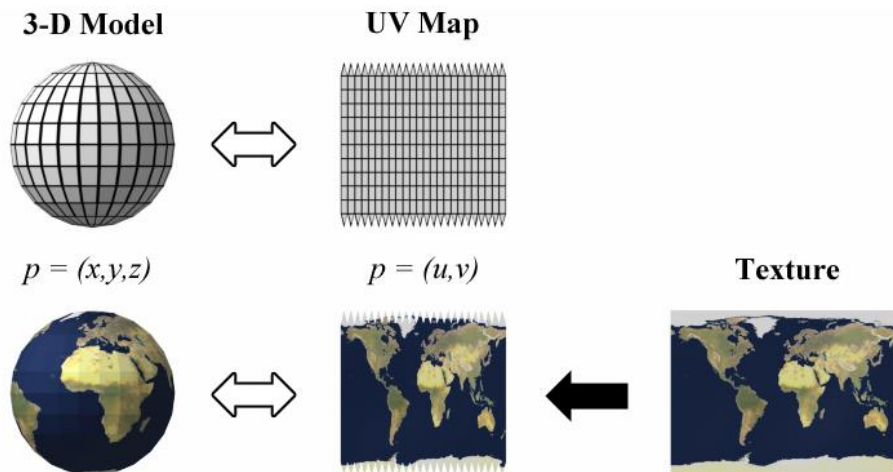 3-D Model
UV Map
p = (x,y,z)
p = (u,v)
Texture